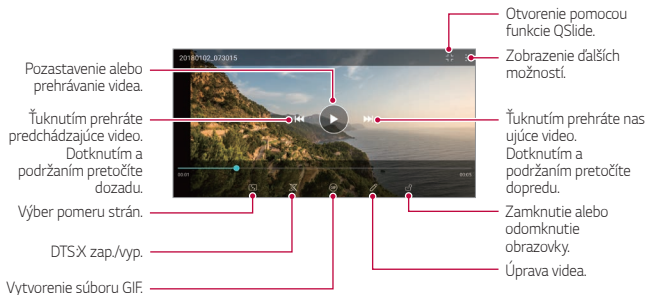 Otvorenie pomocou
funkcie QSlide.
Zobrazenie ďalších
možností.
20180102_073015
Pozastavenie alebo
prehrávanie videa.
Ťuknutím prehráte
predchádzajúce video.
Dotknutím a
podržaním pretočíte
dozadu.
Ťuknutím prehráte nas
ujúce video.
Dotknutím a
podržaním pretočíte
dopredu.
Výber pomeru strán.
DTS:X zap./vyp.
Vytvorenie súboru GIF.
Zamknutie alebo
odomknutie
obrazovky.
Úprava videa.